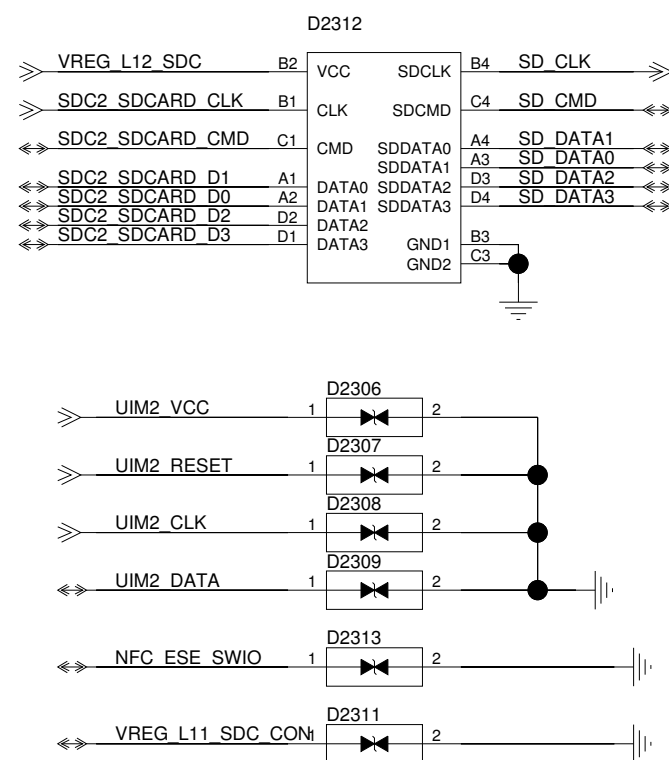 D2312
VREG_L12_SDC B2 VCC SDCLK B4 SD_CLK
SDC2_SDCARD_CLK B1 CLK SDCMD C4 SD_CMD
SDC2_SDCARD_CMD C1 CMD SDDATA0 A4 SD_DATA1
SDDATA1 A3 SD_DATA0
SDC2_SDCARD_D1 A1 DATA0 SDDATA2 D3 SD_DATA2
SDC2_SDCARD_D0 A2 DATA1 SDDATA3 D4 SD_DATA3
SDC2_SDCARD_D2 D2 DATA2
SDC2_SDCARD_D3 D1 DATA3 GND1 B3
GND2 C3
D2306
UIM2_VCC 1 2
D2307
UIM2_RESET 1 2
D2308
UIM2_CLK 1 2
D2309
UIM2_DATA 1 2
D2313
NFC_ESE_SWIO 1 2
D2311
VREG_L11_SDC_CON 1 2